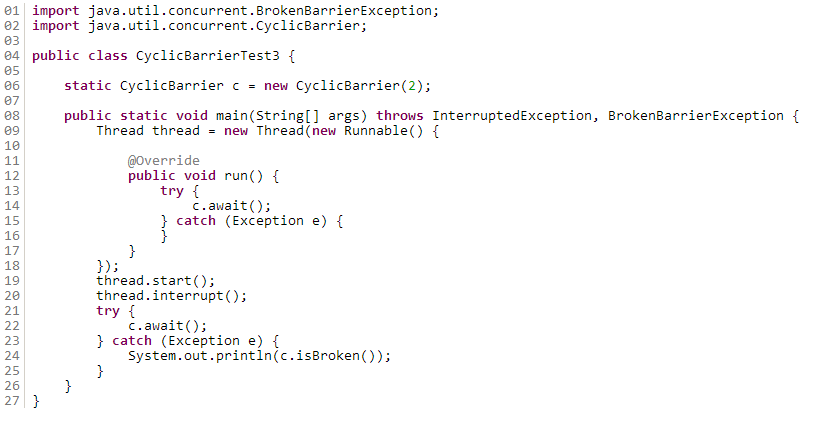 01 import java.util.concurrent.BrokenBarrierException;
02 import java.util.concurrent.CyclicBarrier;
03
04 public class CyclicBarrierTest3 {
05
06     static CyclicBarrier c = new CyclicBarrier(2);
07
08     public static void main(String[] args) throws InterruptedException, BrokenBarrierException {
09         Thread thread = new Thread(new Runnable() {
10
11             @Override
12             public void run() {
13                 try {
14                     c.await();
15                 } catch (Exception e) {
16                 }
17             }
18         });
19         thread.start();
20         thread.interrupt();
21         try {
22             c.await();
23         } catch (Exception e) {
24             System.out.println(c.isBroken());
25         }
26     }
27 }